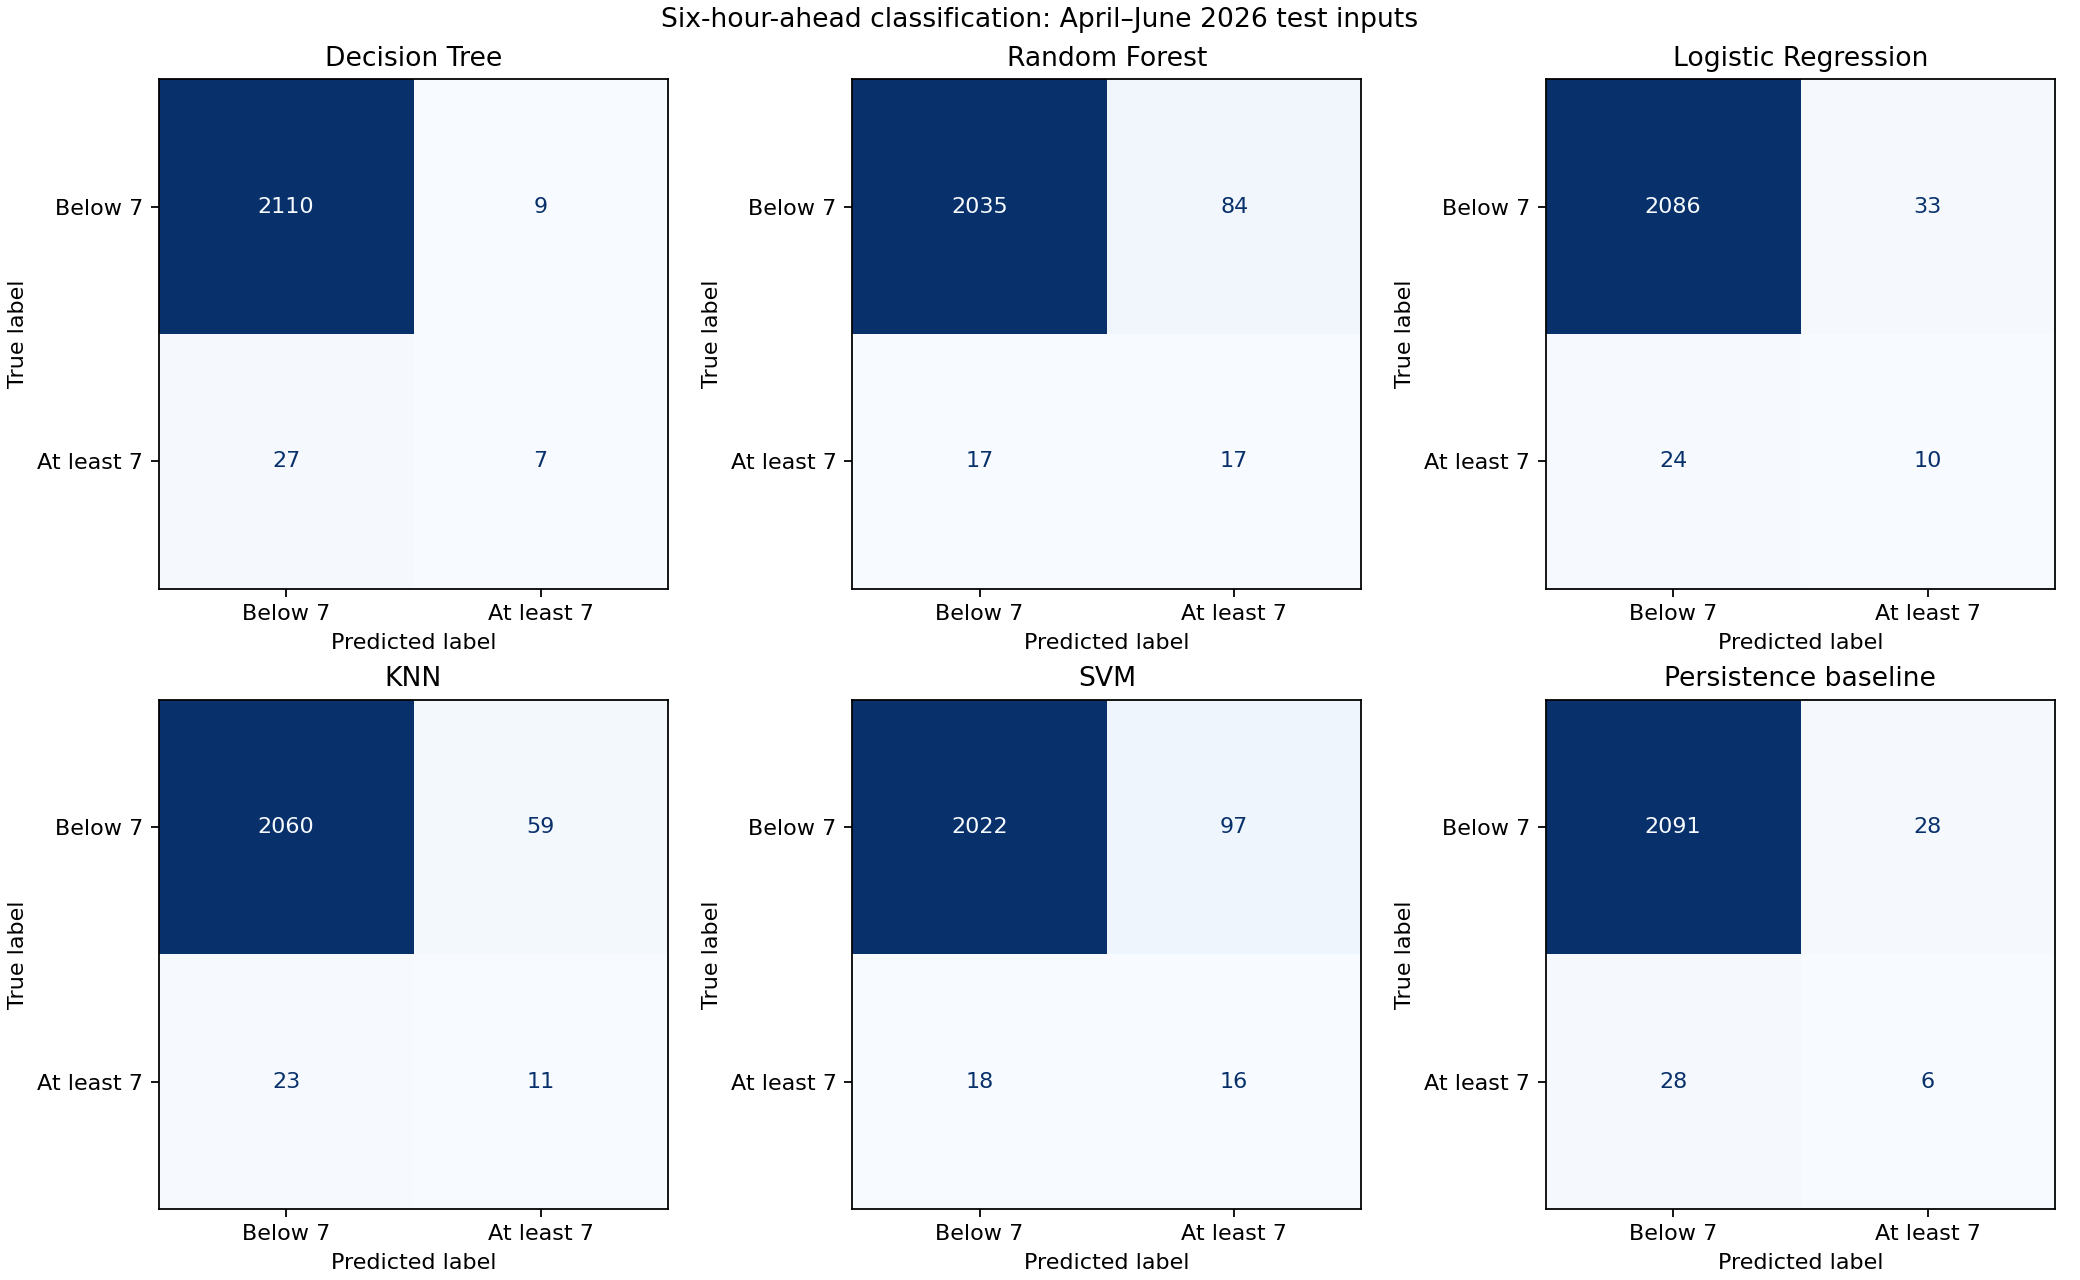 Six-hour-ahead classification: April–June 2026 test inputs
Decision Tree
True label
Below 7
2110
9
At least 7
27
7
Below 7
At least 7
Predicted label
Random Forest
True label
Below 7
2035
84
At least 7
17
17
Below 7
At least 7
Predicted label
Logistic Regression
True label
Below 7
2086
33
At least 7
24
10
Below 7
At least 7
Predicted label
KNN
True label
Below 7
2060
59
At least 7
23
11
Below 7
At least 7
Predicted label
SVM
True label
Below 7
2022
97
At least 7
18
16
Below 7
At least 7
Predicted label
Persistence baseline
True label
Below 7
2091
28
At least 7
28
6
Below 7
At least 7
Predicted label